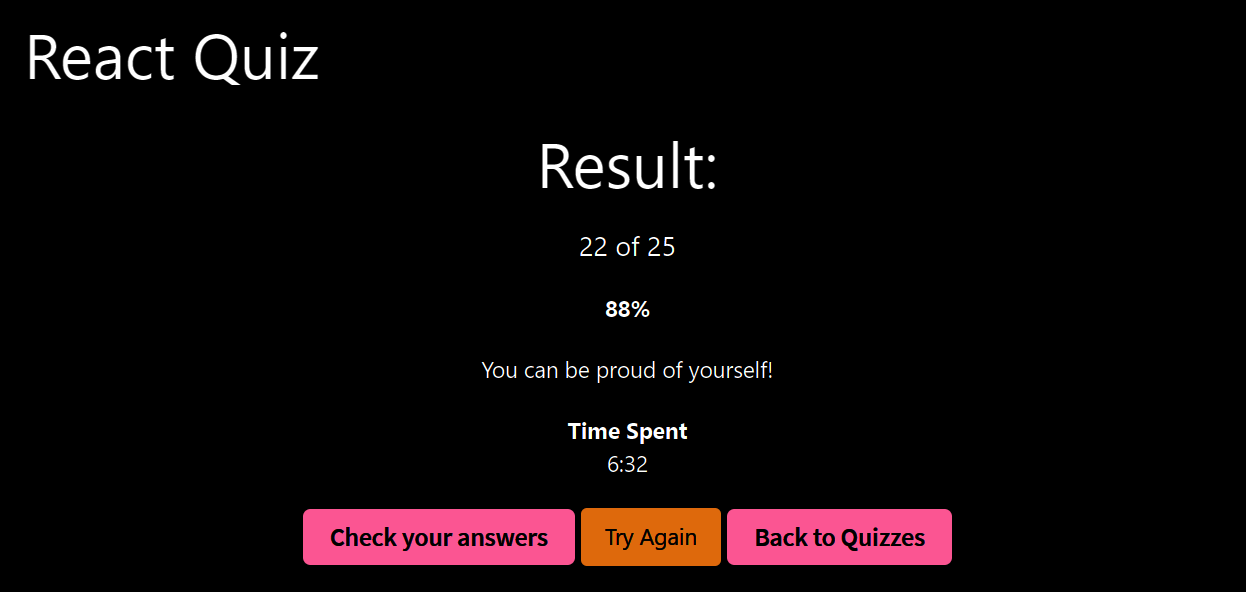 React Quiz
Result:
22 of 25
88%
You can be proud of yourself!
Time Spent
6:32
Check your answers Try Again Back to Quizzes